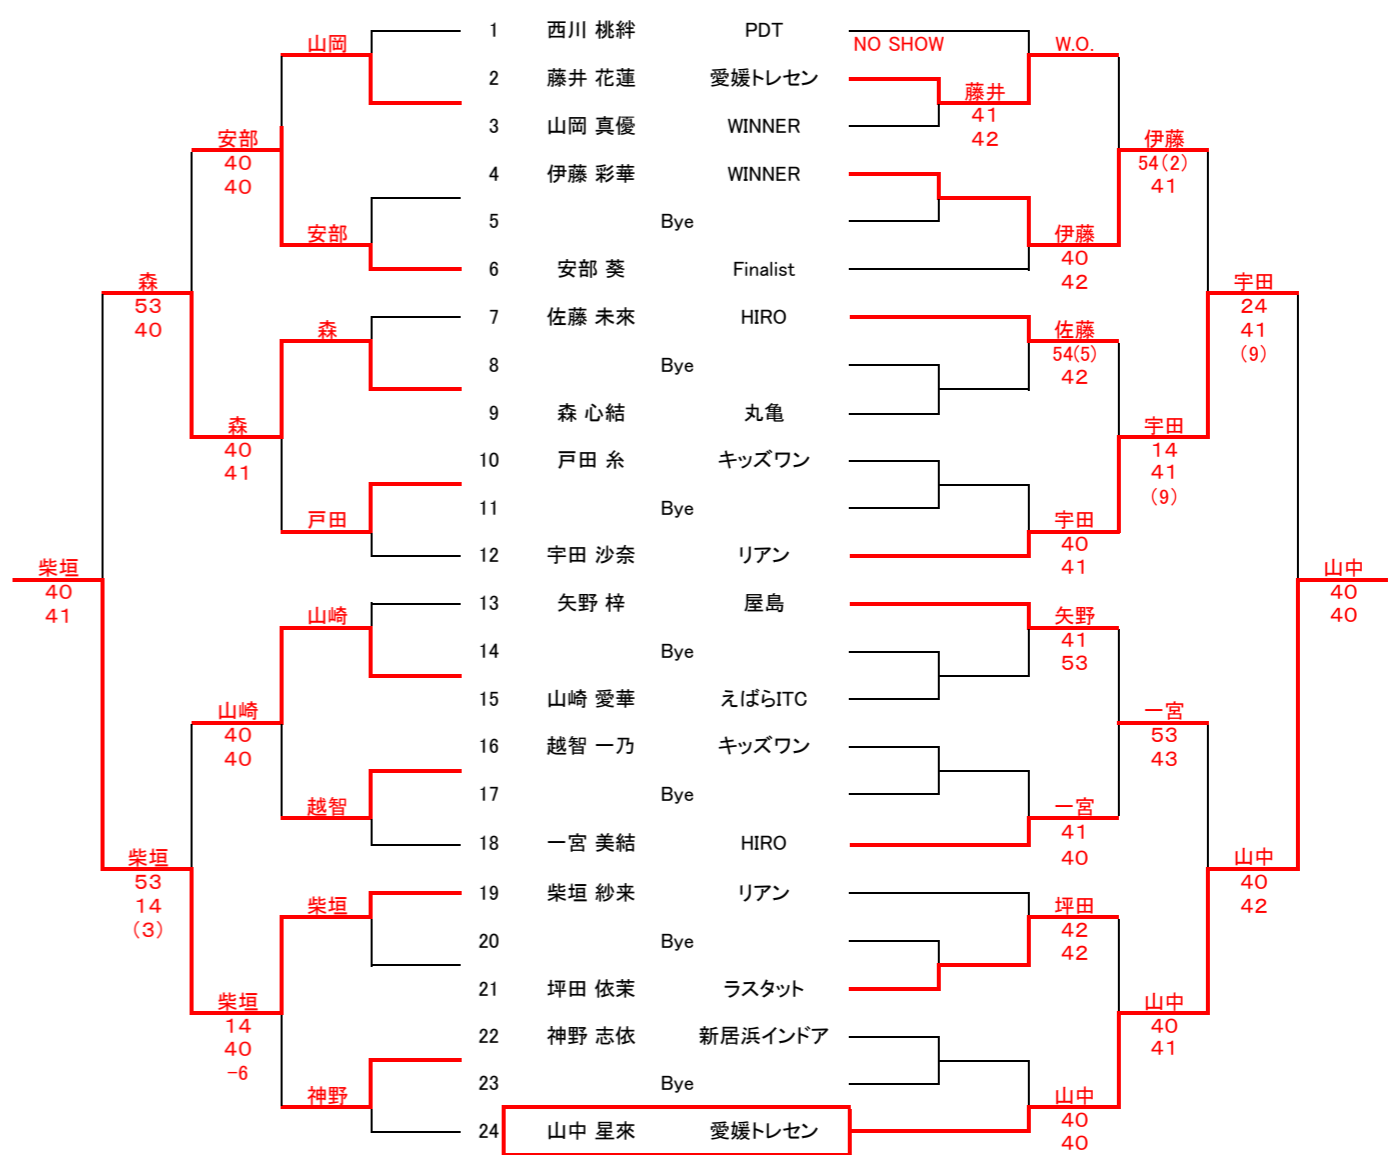 1 西川 桃絆 PDT
NO SHOW
山岡
W.O.
2 藤井 花蓮 愛媛トレセン
藤井
41
42
3 山岡 真優 WINNER
安部
40
40
伊藤
54(2)
41
4 伊藤 彩華 WINNER
5 Bye
安部
伊藤
40
42
6 安部 葵 Finalist
森
53
40
宇田
24
41
(9)
7 佐藤 未來 HIRO
森
佐藤
54(5)
42
8 Bye
9 森 心結 丸亀
森
40
41
宇田
14
41
(9)
10 戸田 糸 キッズワン
11 Bye
戸田
宇田
40
41
12 宇田 沙奈 リアン
柴垣
40
41
山中
40
40
13 矢野 梓 屋島
山崎
矢野
41
53
14 Bye
15 山崎 愛華 えばらITC
山崎
40
40
一宮
53
43
16 越智 一乃 キッズワン
17 Bye
越智
一宮
41
40
18 一宮 美結 HIRO
柴垣
53
14
(3)
山中
40
42
19 柴垣 紗来 リアン
柴垣
坪田
42
42
20 Bye
21 坪田 依茉 ラスタット
柴垣
14
40
-6
山中
40
41
22 神野 志依 新居浜インドア
23 Bye
神野
山中
40
40
24 山中 星來 愛媛トレセン